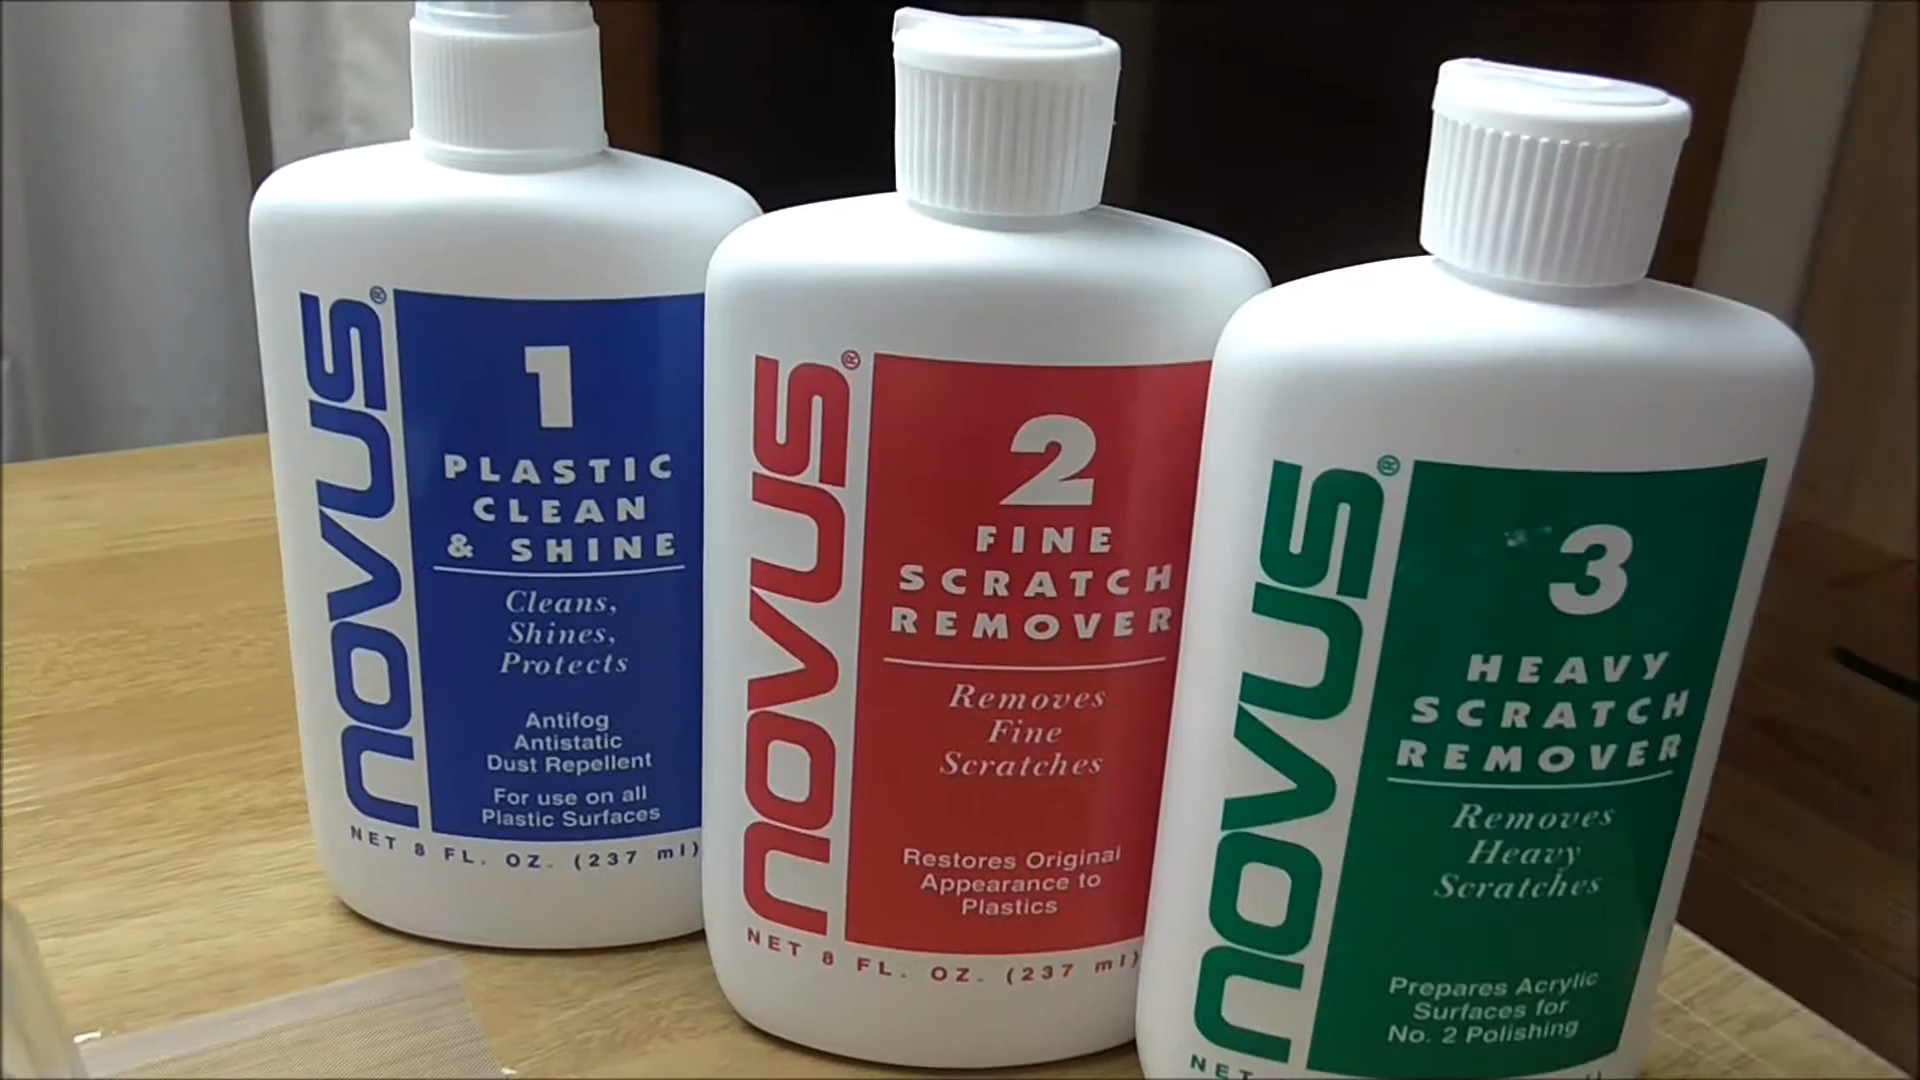 NOVUS®
1
PLASTIC
CLEAN
& SHINE
Cleans,
Shines,
Protects
Antifog
Antistatic
Dust Repellent
For use on all
Plastic Surfaces
NET 8 FL. OZ. (237 ml)
NOVUS®
2
FINE
SCRATCH
REMOVER
Removes
Fine
Scratches
Restores Original
Appearance to
Plastics
NET 8 FL. OZ. (237 ml)
NOVUS®
3
HEAVY
SCRATCH
REMOVER
Removes
Heavy
Scratches
Prepares Acrylic
Surfaces for
No. 2 Polishing
NET